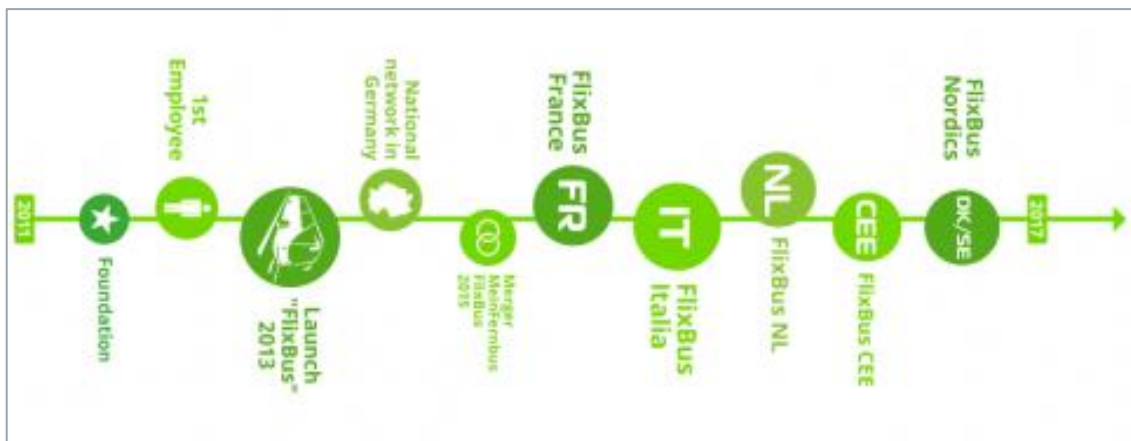 2011
Foundation
1st
Employee
Launch
"FlixBus"
2013
National
network in
Germany
Merger
MeinFernbus
FlixBus
2015
FR
FlixBus
France
IT
FlixBus
Italia
NL
FlixBus NL
CEE
FlixBus CEE
DK/SE
FlixBus
Nordics
2017